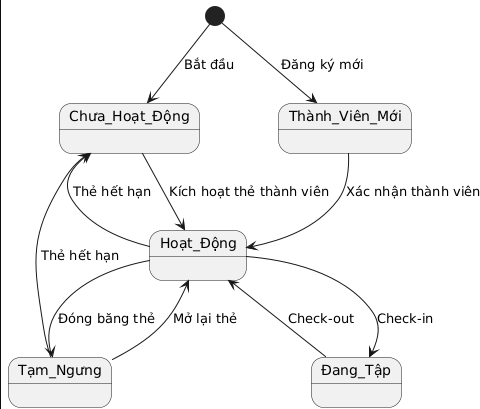 Bắt đầu
Đăng ký mới
Chưa_Hoạt_Động
Thành_Viên_Mới
Thẻ hết hạn
Kích hoạt thẻ thành viên
Xác nhận thành viên
Hoạt_Động
Thẻ hết hạn
Đóng băng thẻ
Mở lại thẻ
Check-out
Check-in
Tạm_Ngưng
Đang_Tập